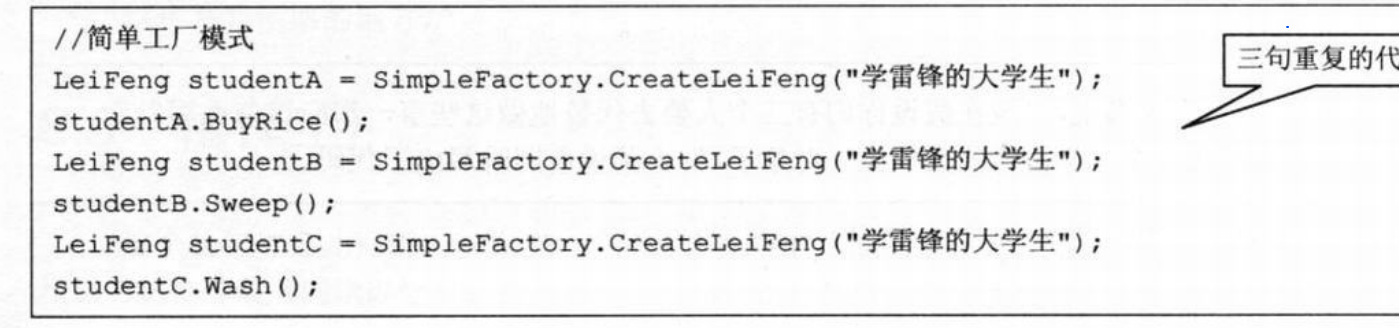 //简单工厂模式
三句重复的代
LeiFeng studentA = SimpleFactory.CreateLeiFeng("学雷锋的大学生");
studentA.BuyRice();
LeiFeng studentB = SimpleFactory.CreateLeiFeng("学雷锋的大学生");
studentB.Sweep();
LeiFeng studentC = SimpleFactory.CreateLeiFeng("学雷锋的大学生");
studentC.Wash();